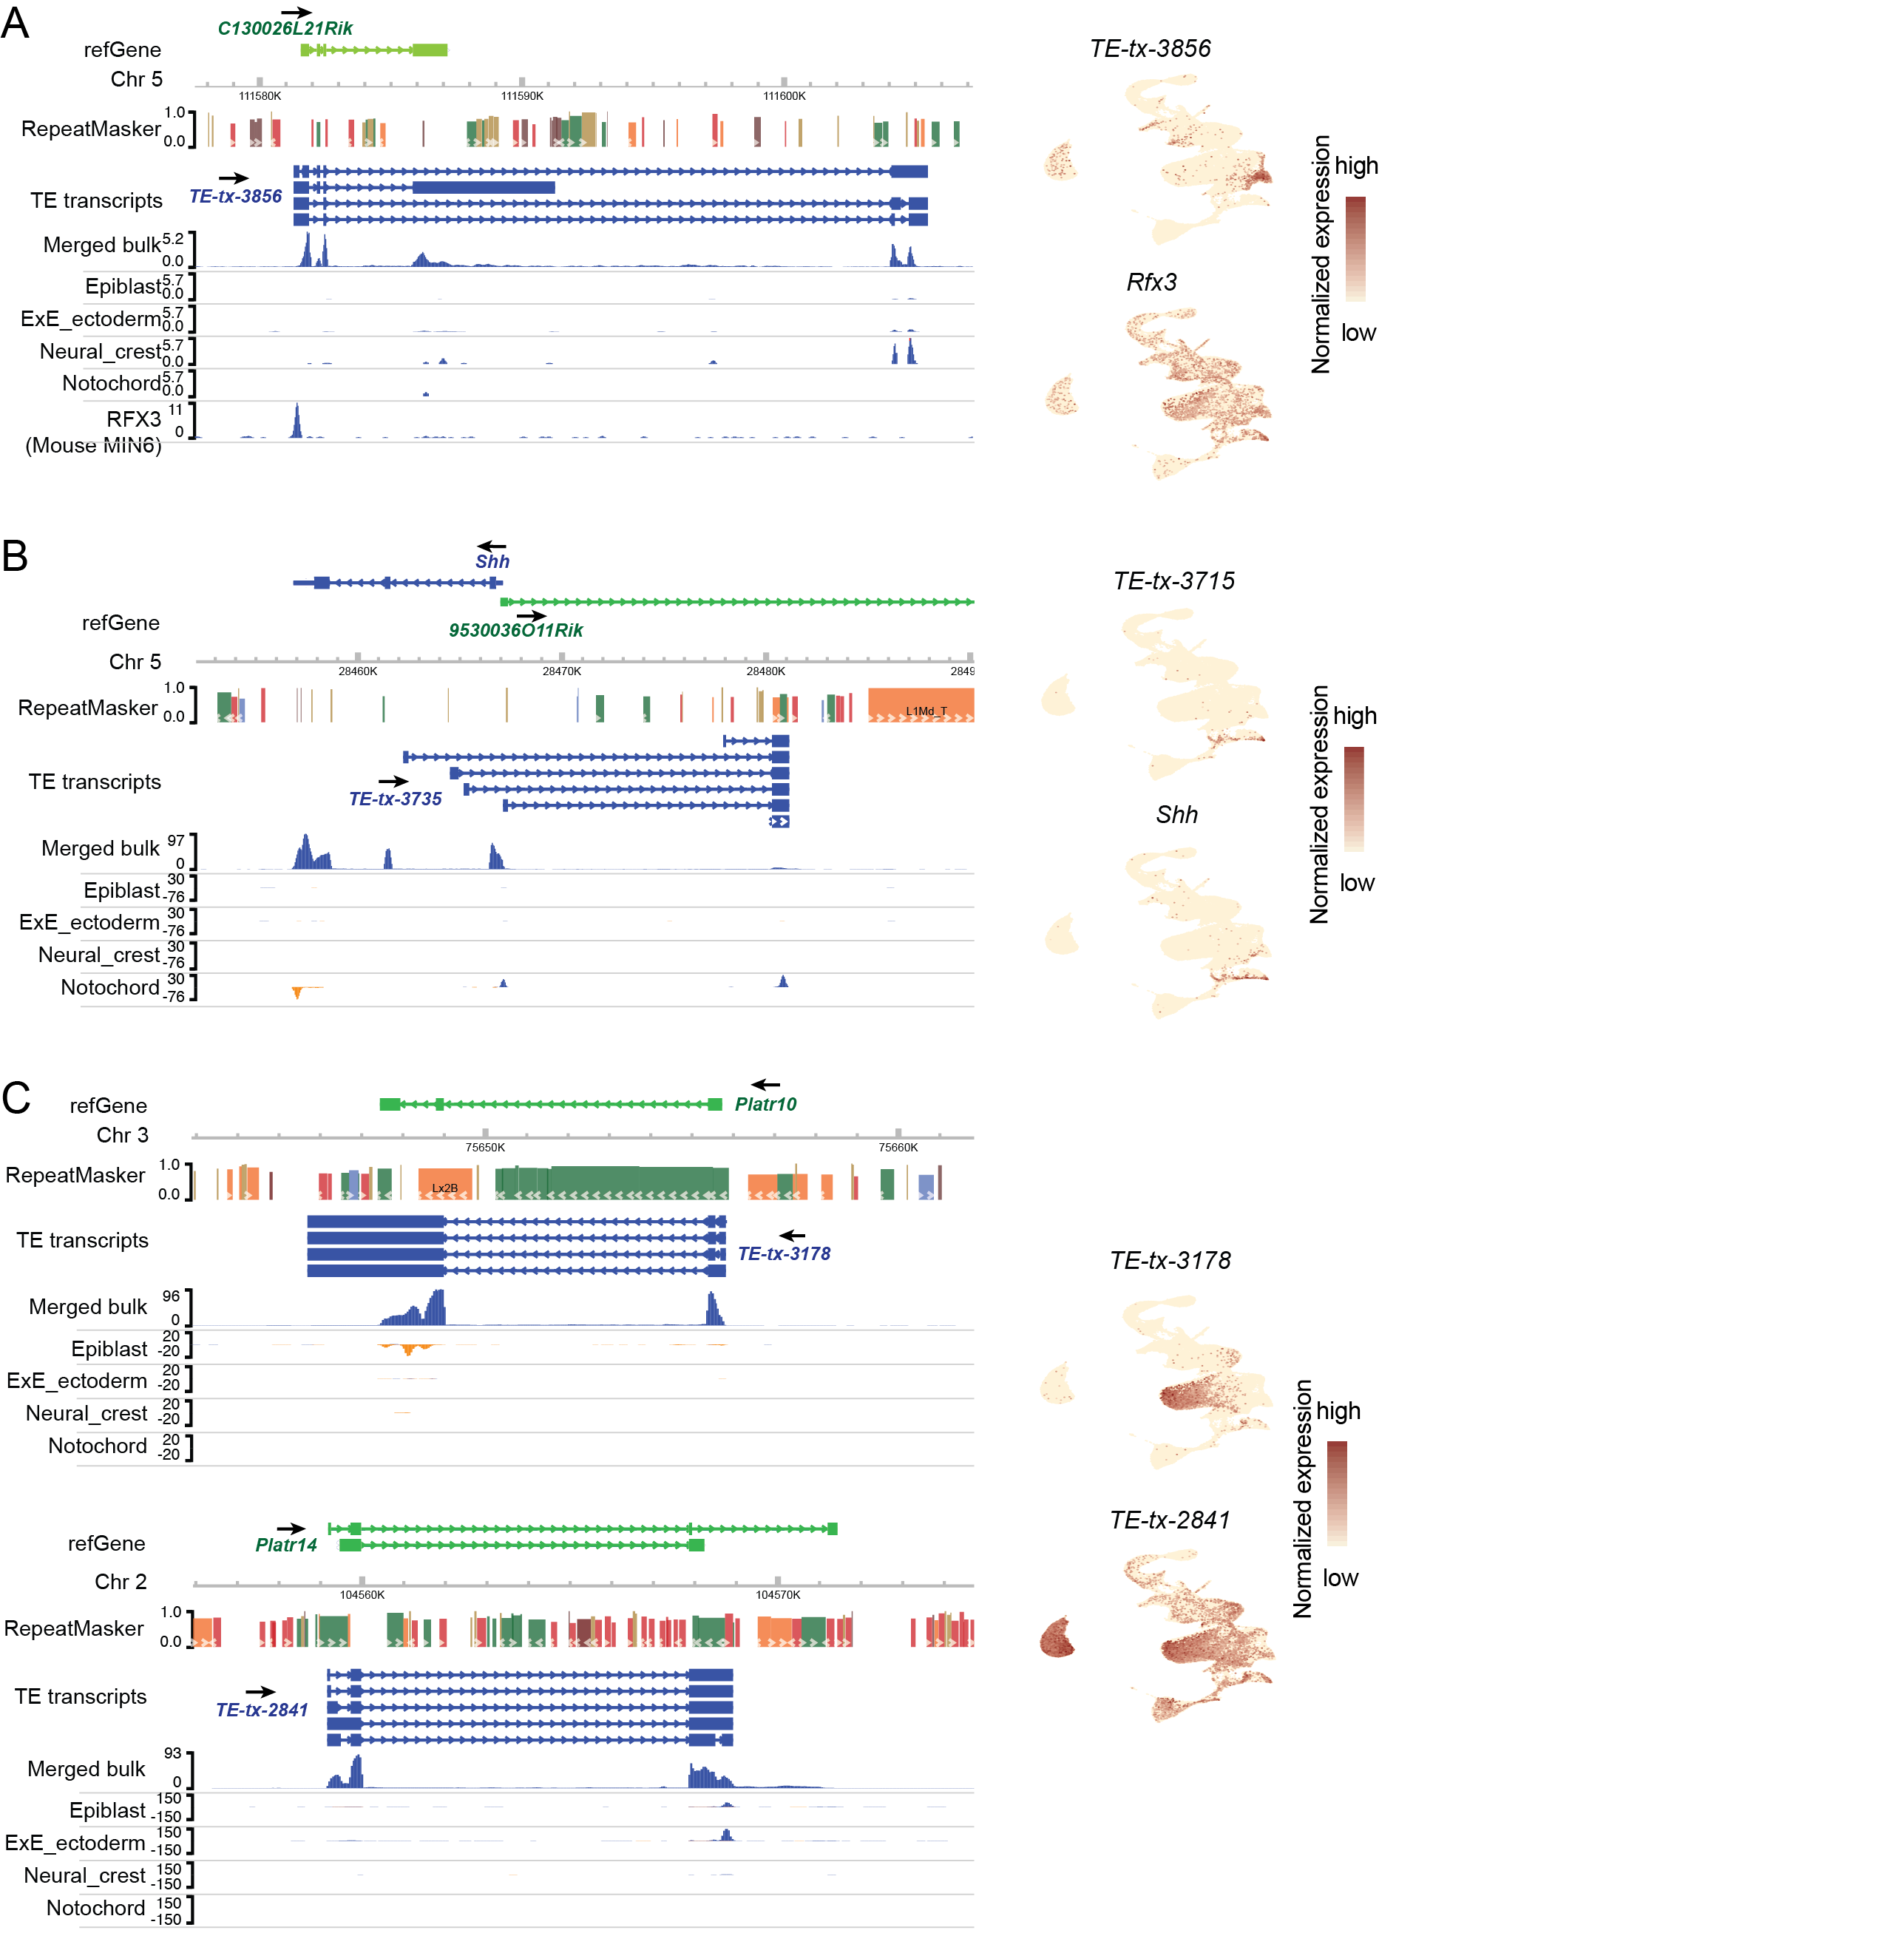 A
C130026L21Rik
refGene
Chr 5
111580K 111590K 111600K
RepeatMasker 1.0 0.0
TE transcripts
TE-tx-3856
Merged bulk 5.2 0.0
Epiblast 5.7 0.0
ExE_ectoderm 5.7 0.0
Neural_crest 5.7 0.0
Notochord 5.7 0.0
RFX3 11 0
(Mouse MIN6)
TE-tx-3856
Rfx3
Normalized expression
high
low
B
Shh
9530036O11Rik
refGene
Chr 5
28460K 28470K 28480K 2849
RepeatMasker 1.0 0.0
L1Md_T
TE transcripts
TE-tx-3735
Merged bulk 97 0
Epiblast 30 -76
ExE_ectoderm 30 -76
Neural_crest 30 -76
Notochord 30 -76
TE-tx-3715
Shh
Normalized expression
high
low
C
refGene
Platr10
Chr 3
75650K 75660K
RepeatMasker 1.0 0.0
Lx2B
TE transcripts
TE-tx-3178
Merged bulk 96 0
Epiblast 20 -20
ExE_ectoderm 20 -20
Neural_crest 20 -20
Notochord 20 -20
refGene
Platr14
Chr 2
104560K 104570K
RepeatMasker 1.0 0.0
TE transcripts
TE-tx-2841
Merged bulk 93 0
Epiblast 150 -150
ExE_ectoderm 150 -150
Neural_crest 150 -150
Notochord 150 -150
TE-tx-3178
TE-tx-2841
Normalized expression
high
low